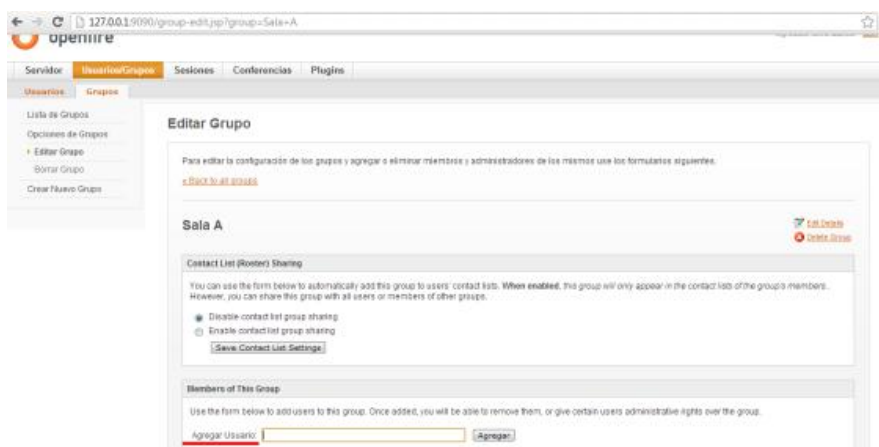 127.0.0.1:9090/group-edit.jsp?group=Sala+A
openfire
Servidor Usuarios/Grupos Sesiones Conferencias Plugins
Usuarios Grupos
Lista de Grupos
Opciones de Grupos
Editar Grupo
Borrar Grupo
Crear Nuevo Grupo
Editar Grupo
Para editar la configuración de los grupos y agregar o eliminar miembros y administradores de los mismos use los formularios siguientes.
« Back to all groups
Sala A
Edit Details
Delete Group
Contact List (Roster) Sharing
You can use the form below to automatically add this group to users' contact lists. When enabled, this group will only appear in the contact lists of the group's members.
However, you can share this group with all users or members of other groups.
Disable contact list group sharing
Enable contact list group sharing
Save Contact List Settings
Members of This Group
Use the form below to add users to this group. Once added, you will be able to remove them, or give certain users administrative rights over the group.
Agregar Usuario: Agregar